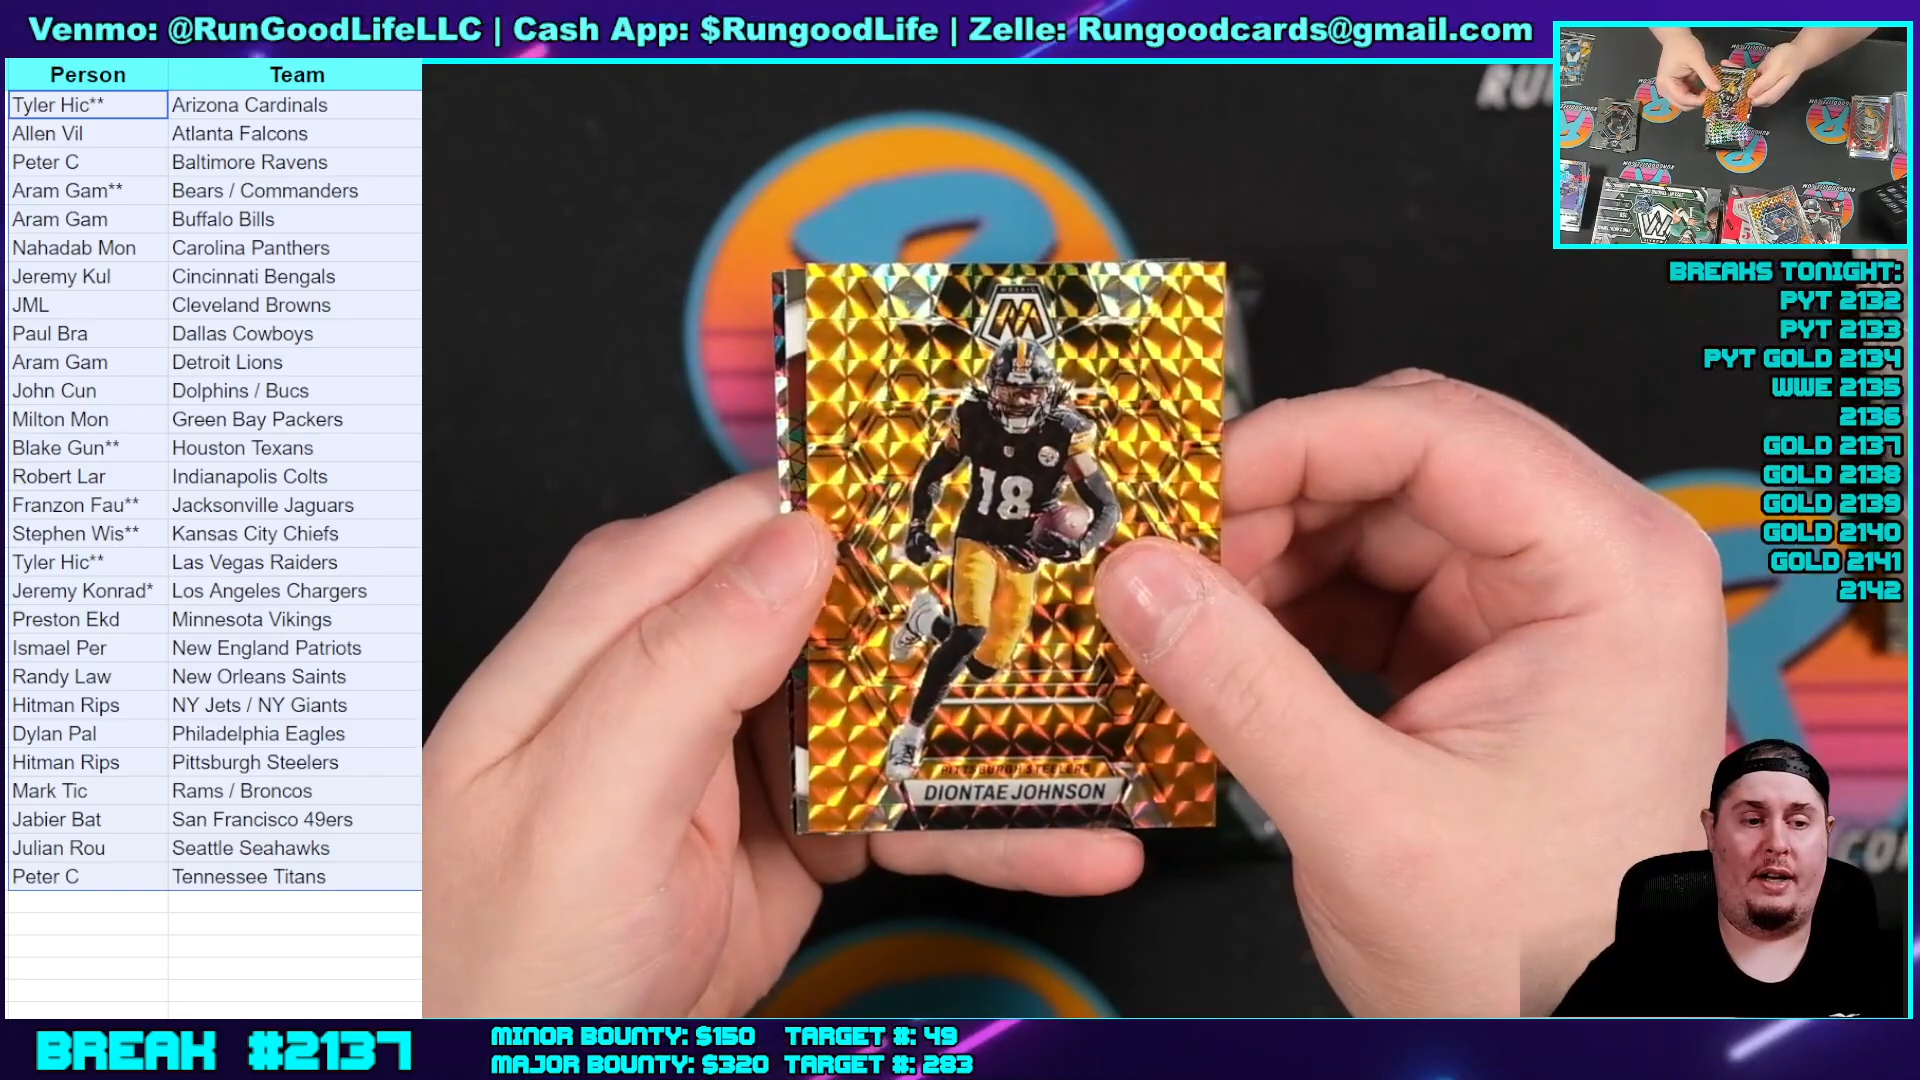 Venmo: @RunGoodLifeLLC | Cash App: $RungoodLife | Zelle: Rungoodcards@gmail.com
Person Team
Tyler Hic** Arizona Cardinals
Allen Vil Atlanta Falcons
Peter C Baltimore Ravens
Aram Gam** Bears / Commanders
Aram Gam Buffalo Bills
Nahadab Mon Carolina Panthers
Jeremy Kul Cincinnati Bengals
JML Cleveland Browns
Paul Bra Dallas Cowboys
Aram Gam Detroit Lions
John Cun Dolphins / Bucs
Milton Mon Green Bay Packers
Blake Gun** Houston Texans
Robert Lar Indianapolis Colts
Franzon Fau** Jacksonville Jaguars
Stephen Wis** Kansas City Chiefs
Tyler Hic** Las Vegas Raiders
Jeremy Konrad* Los Angeles Chargers
Preston Ekd Minnesota Vikings
Ismael Per New England Patriots
Randy Law New Orleans Saints
Hitman Rips NY Jets / NY Giants
Dylan Pal Philadelphia Eagles
Hitman Rips Pittsburgh Steelers
Mark Tic Rams / Broncos
Jabier Bat San Francisco 49ers
Julian Rou Seattle Seahawks
Peter C Tennessee Titans
MOSAIC
18
PITTSBURGH STEELERS
DIONTAE JOHNSON
BREAKS TONIGHT:
PYT 2132
PYT 2133
PYT GOLD 2134
WWE 2135
2136
GOLD 2137
GOLD 2138
GOLD 2139
GOLD 2140
GOLD 2141
2142
BREAK #2137
MINOR BOUNTY: $150 TARGET #: 49
MAJOR BOUNTY: $320 TARGET #: 283